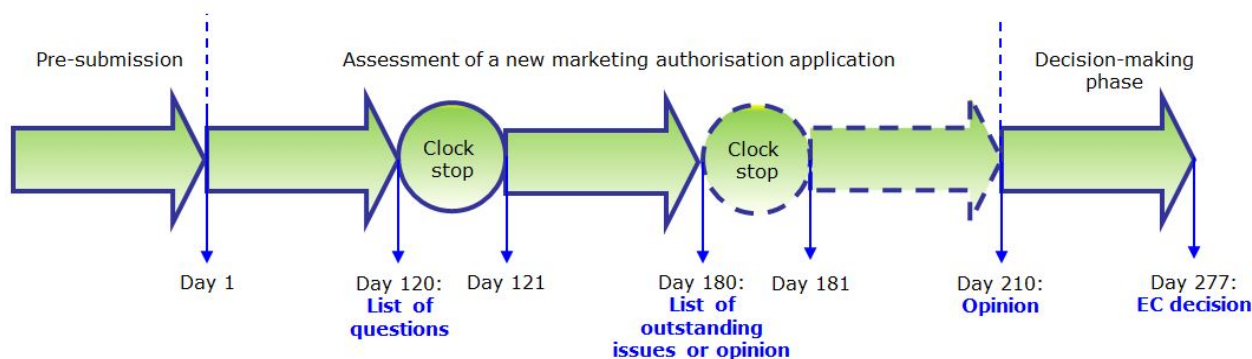 Pre-submission
Assessment of a new marketing authorisation application
Decision-making
phase
Clock
stop
Clock
stop
Day 1
Day 120:
List of
questions
Day 121
Day 180:
List of
outstanding
issues or opinion
Day 181
Day 210:
Opinion
Day 277:
EC decision